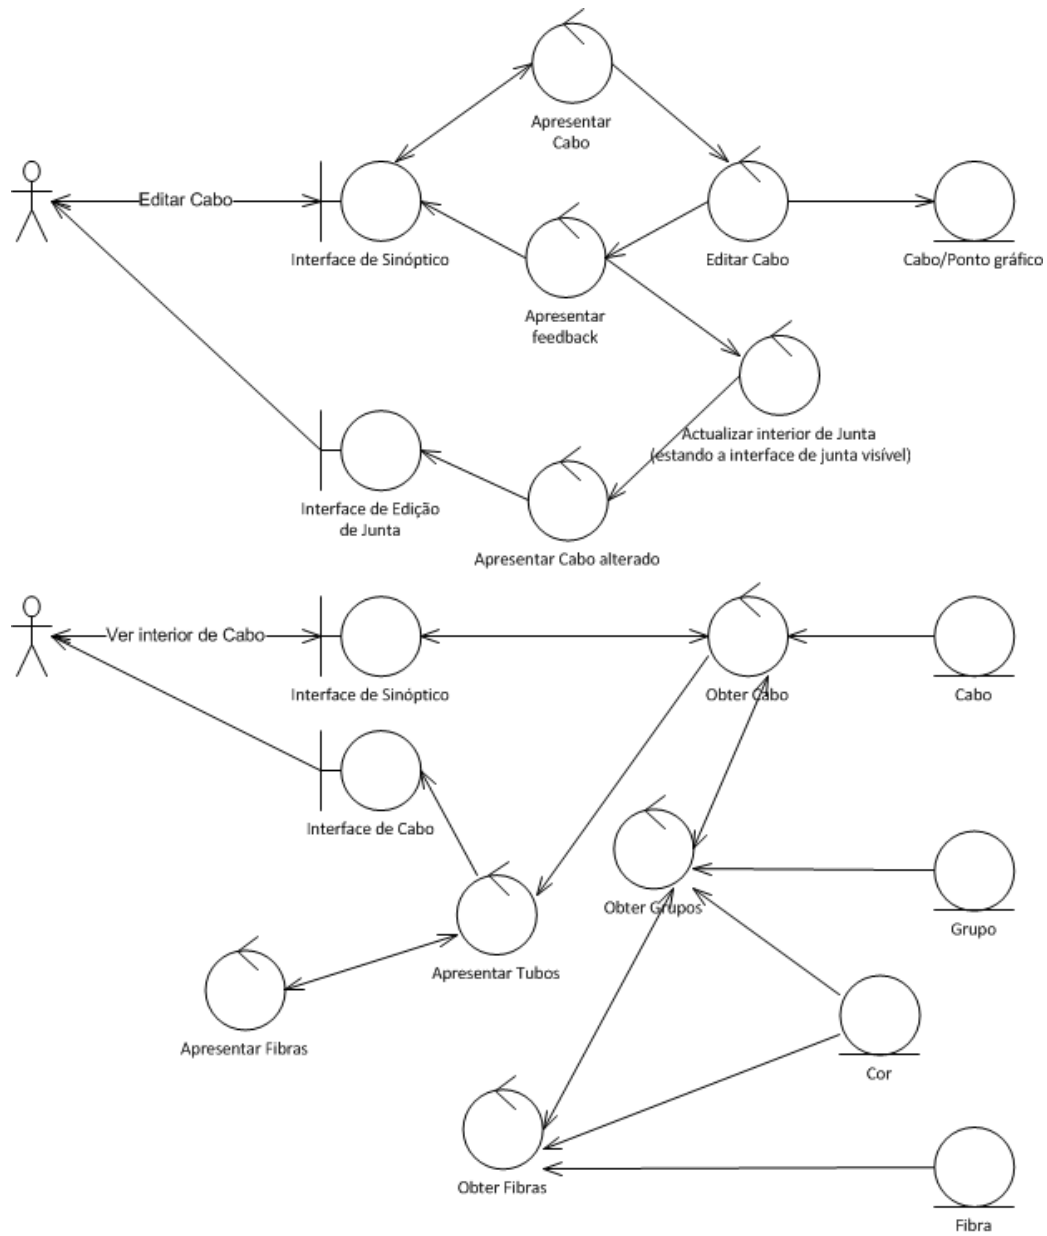 Apresentar
Cabo
Editar Cabo
Interface de Sinóptico
Editar Cabo
Cabo/Ponto gráfico
Apresentar
feedback
Actualizar interior de Junta
(estando a interface de junta visível)
Interface de Edição
de Junta
Apresentar Cabo alterado
Ver interior de Cabo
Interface de Sinóptico
Obter Cabo
Cabo
Interface de Cabo
Obter Grupos
Grupo
Apresentar Tubos
Apresentar Fibras
Cor
Obter Fibras
Fibra